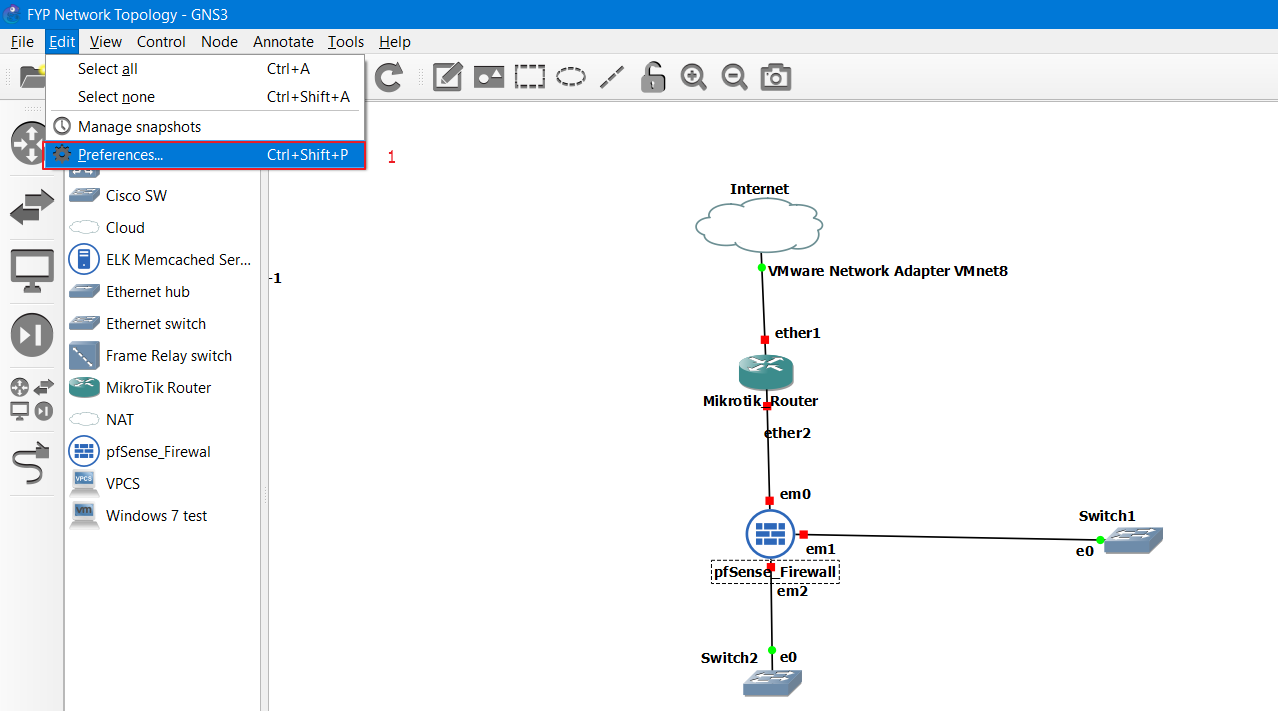 FYP Network Topology - GNS3
File Edit View Control Node Annotate Tools Help
Select all Ctrl+A
Select none Ctrl+Shift+A
Manage snapshots
Preferences... Ctrl+Shift+P
1
Cisco SW
Cloud
ELK Memcached Ser...
Ethernet hub
Ethernet switch
Frame Relay switch
MikroTik Router
NAT
pfSense_Firewal
VPCS
VPCS
vm
Windows 7 test
-1
Internet
VMware Network Adapter VMnet8
ether1
Mikrotik_Router
ether2
em0
em1
pfSense_Firewall
em2
Switch1
e0
Switch2
e0